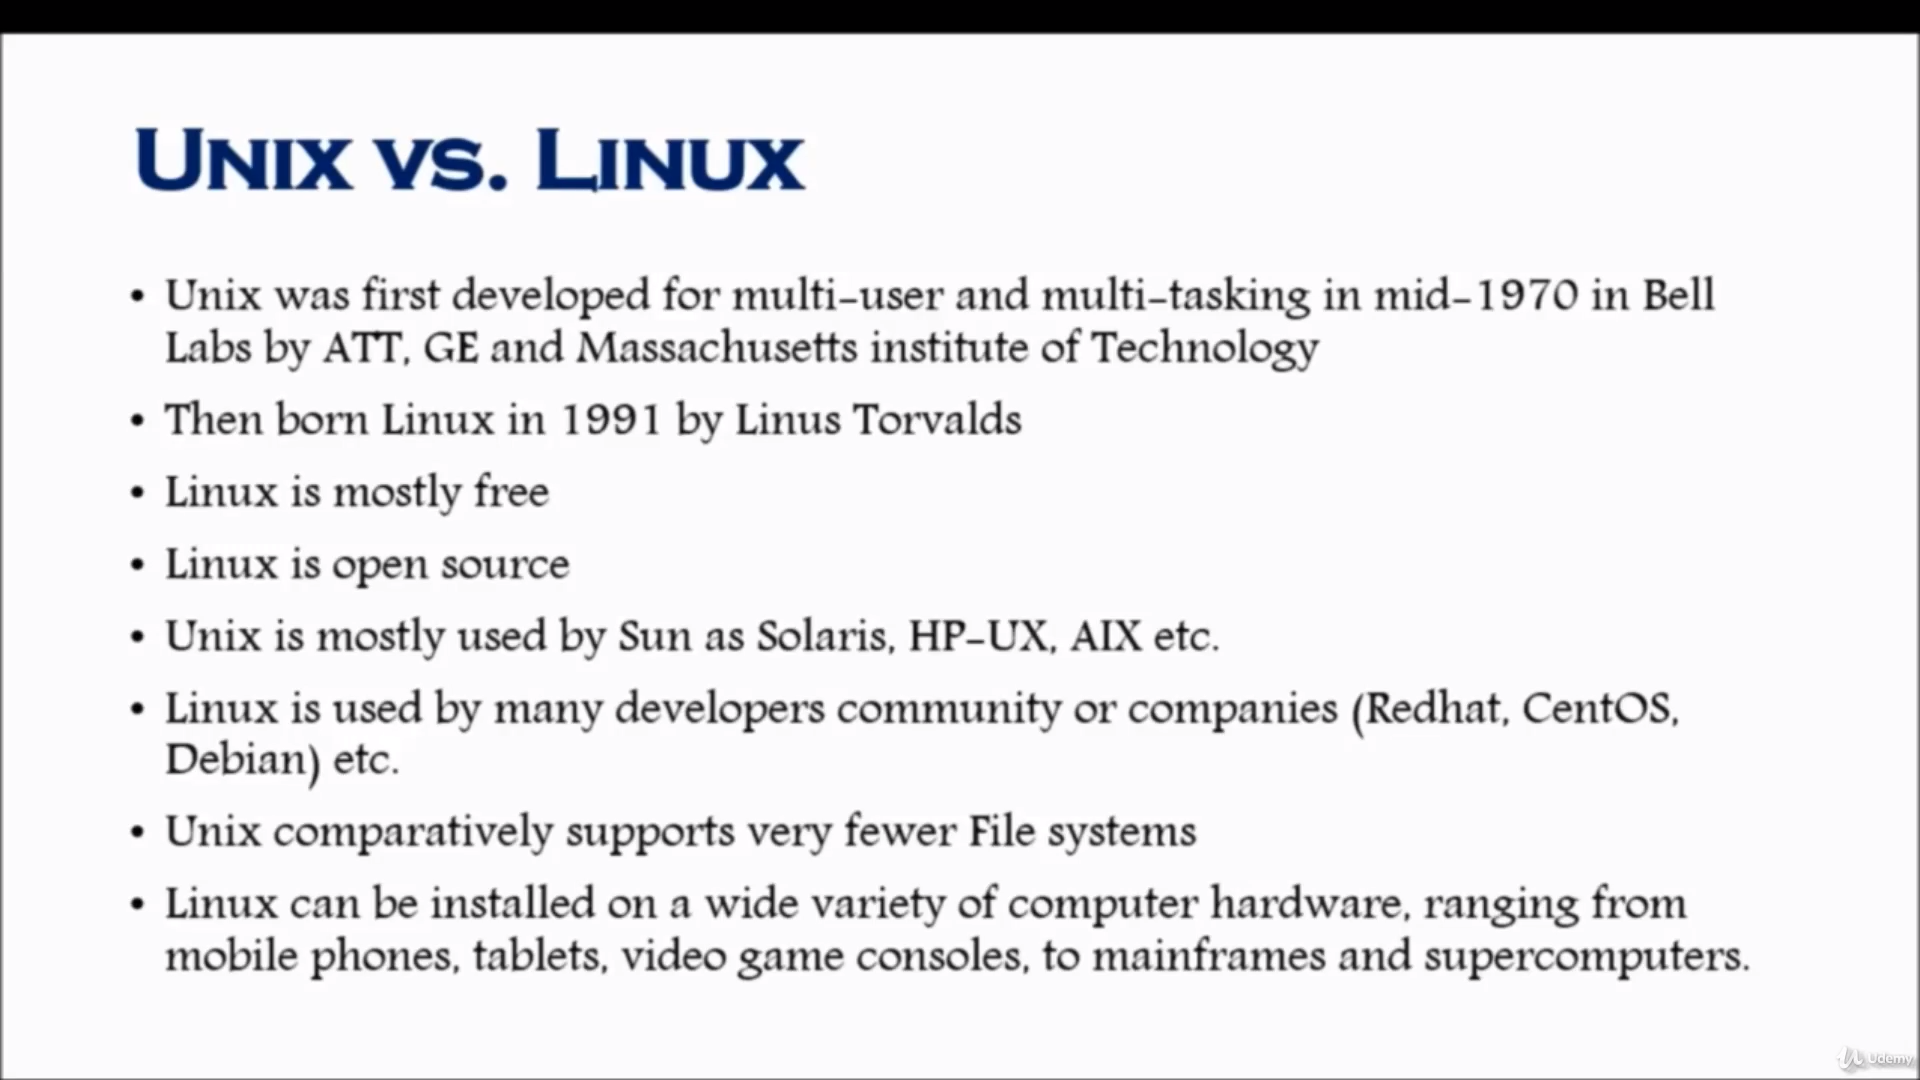 Unix vs. Linux
• Unix was first developed for multi-user and multi-tasking in mid-1970 in Bell
Labs by ATT, GE and Massachusetts institute of Technology
• Then born Linux in 1991 by Linus Torvalds
• Linux is mostly free
• Linux is open source
• Unix is mostly used by Sun as Solaris, HP-UX, AIX etc.
• Linux is used by many developers community or companies (Redhat, CentOS,
Debian) etc.
• Unix comparatively supports very fewer File systems
• Linux can be installed on a wide variety of computer hardware, ranging from
mobile phones, tablets, video game consoles, to mainframes and supercomputers.
Udemy